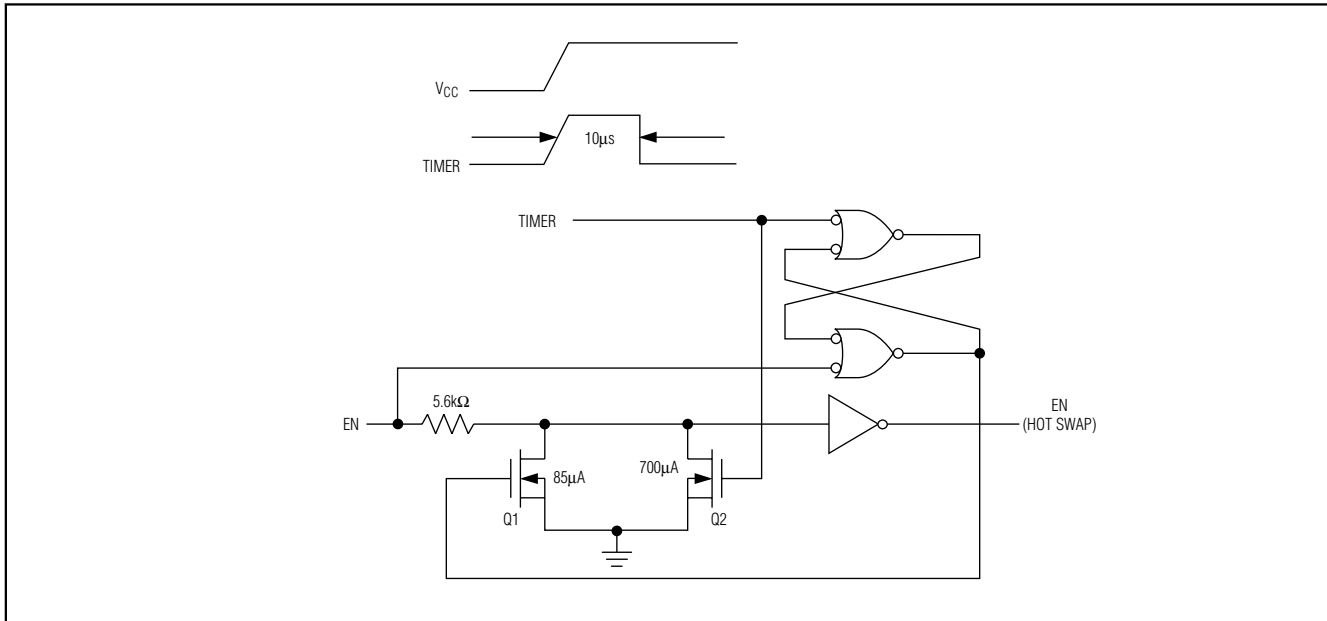 VCC
10μs
TIMER
TIMER
5.6kΩ
EN
EN
(HOT SWAP)
85μA
700μA
Q1
Q2